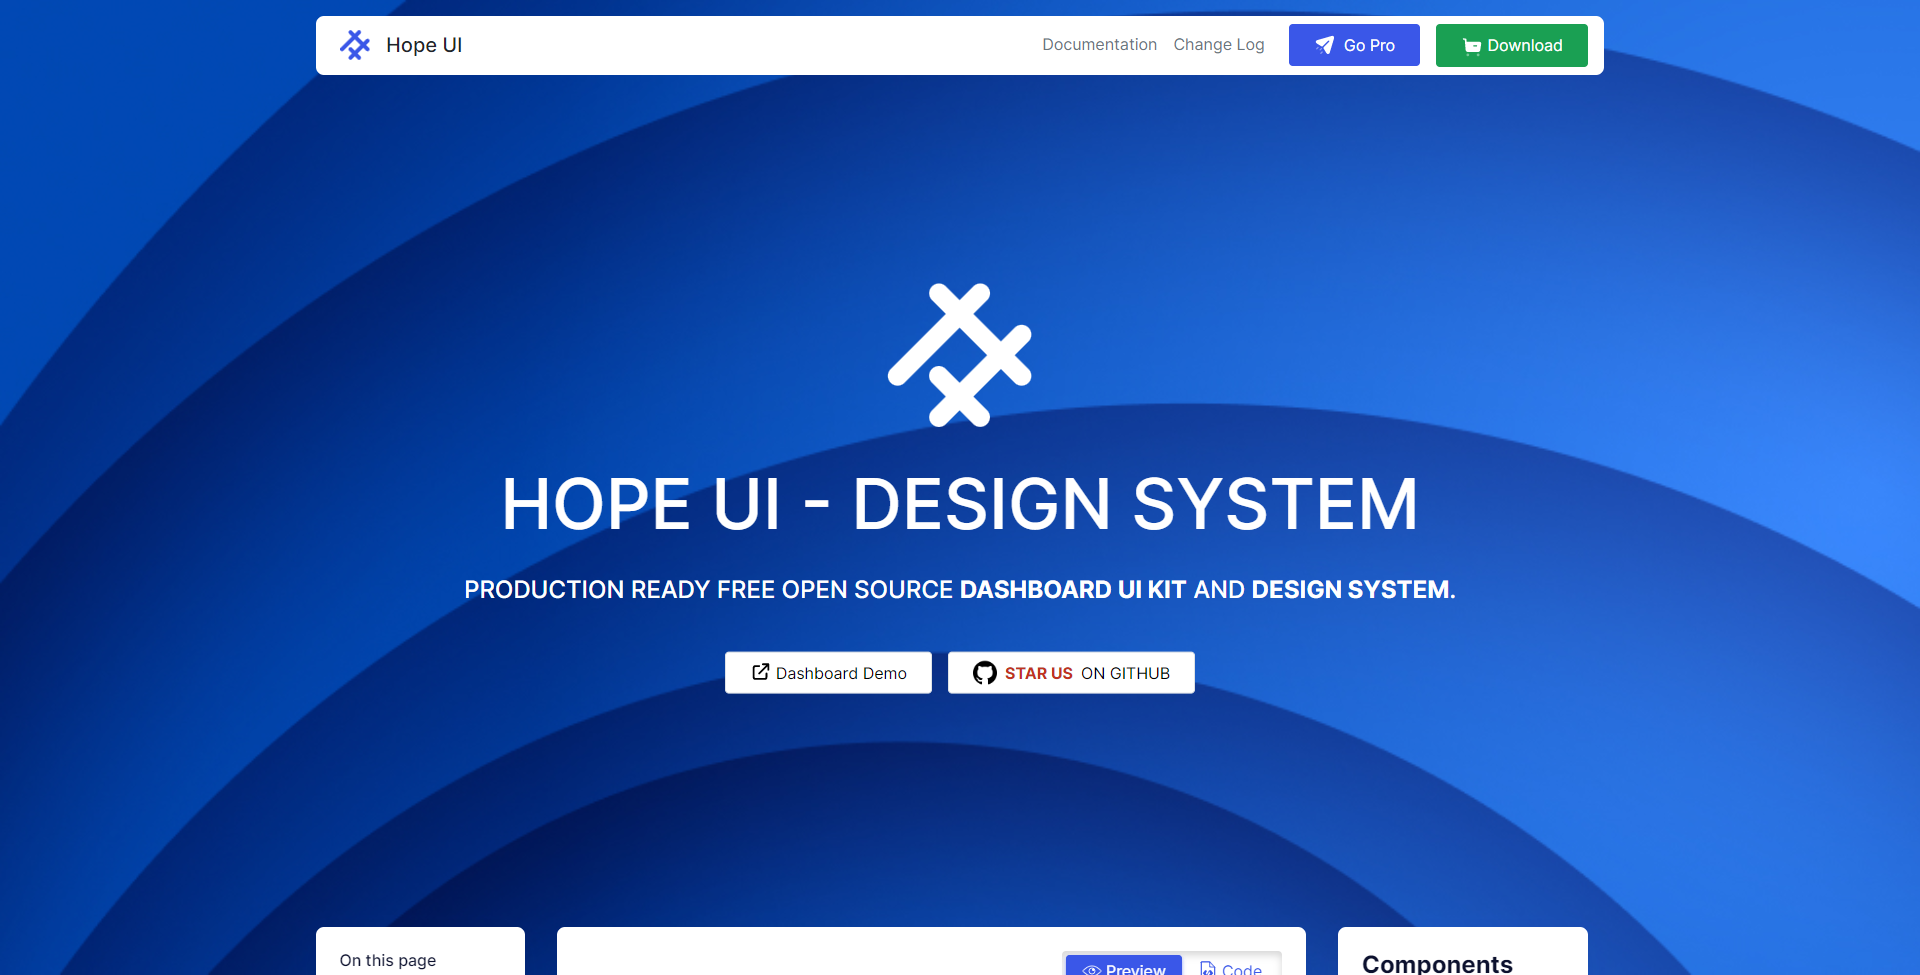 Hope UI
Documentation Change Log Go Pro Download
HOPE UI - DESIGN SYSTEM
PRODUCTION READY FREE OPEN SOURCE DASHBOARD UI KIT AND DESIGN SYSTEM.
Dashboard Demo STAR US ON GITHUB
On this page
Preview Code
Components